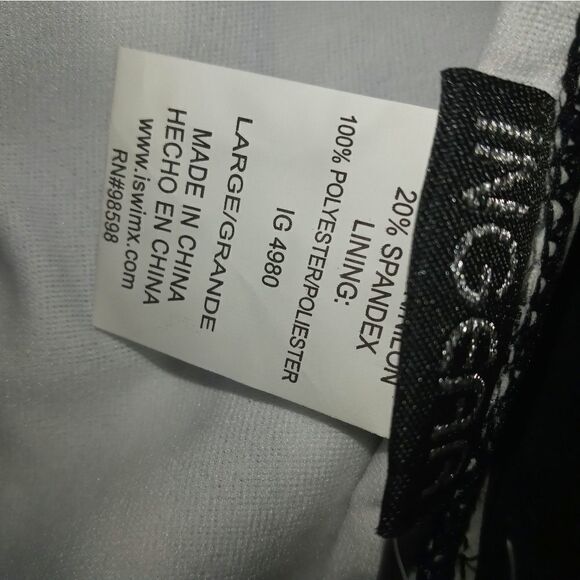 INGEAR
20% SPANDEX
LINING:
100% POLYESTER/POLIESTER
IG 4980
LARGE/GRANDE
MADE IN CHINA
HECHO EN CHINA
www.iswimx.com
RN#98598